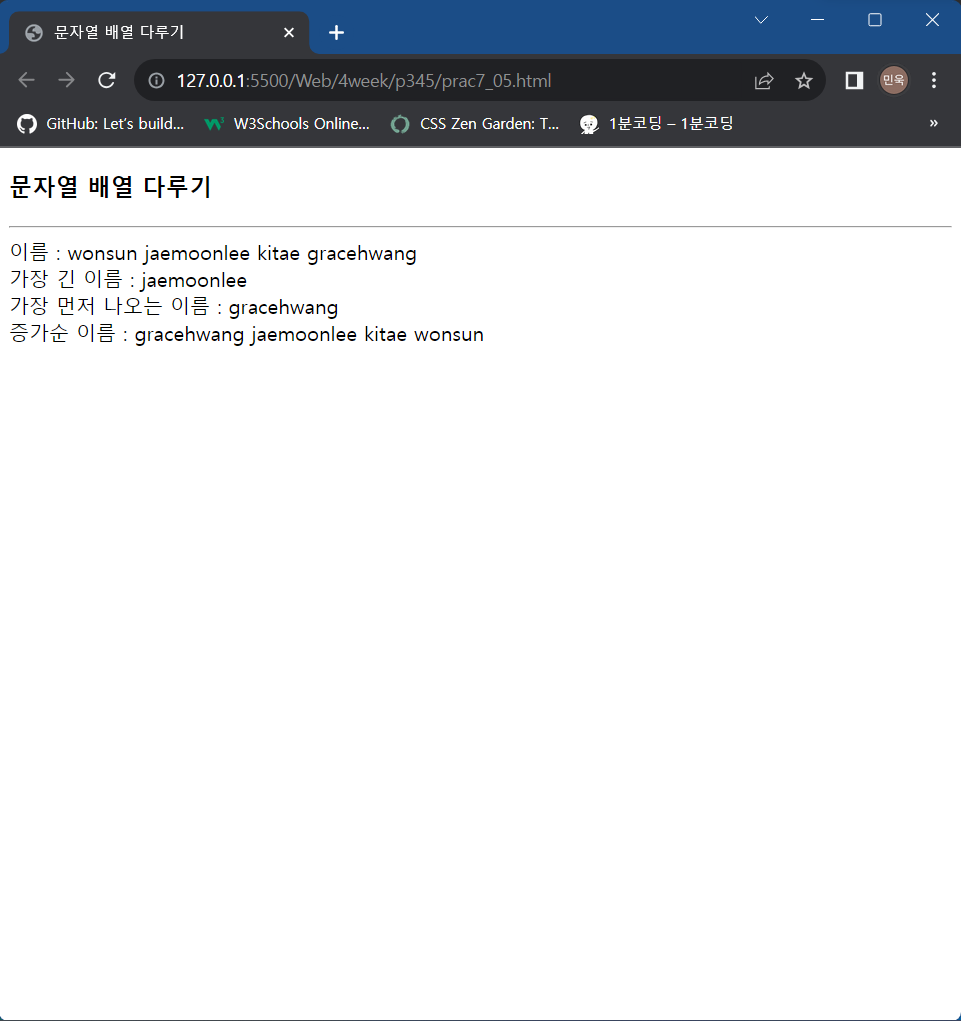 문자열 배열 다루기
127.0.0.1:5500/Web/4week/p345/prac7_05.html
민욱
GitHub: Let's build...
W3Schools Online...
CSS Zen Garden: T...
1분코딩 – 1분코딩
»
문자열 배열 다루기
이름 : wonsun jaemoonlee kitae gracehwang
가장 긴 이름 : jaemoonlee
가장 먼저 나오는 이름 : gracehwang
증가순 이름 : gracehwang jaemoonlee kitae wonsun